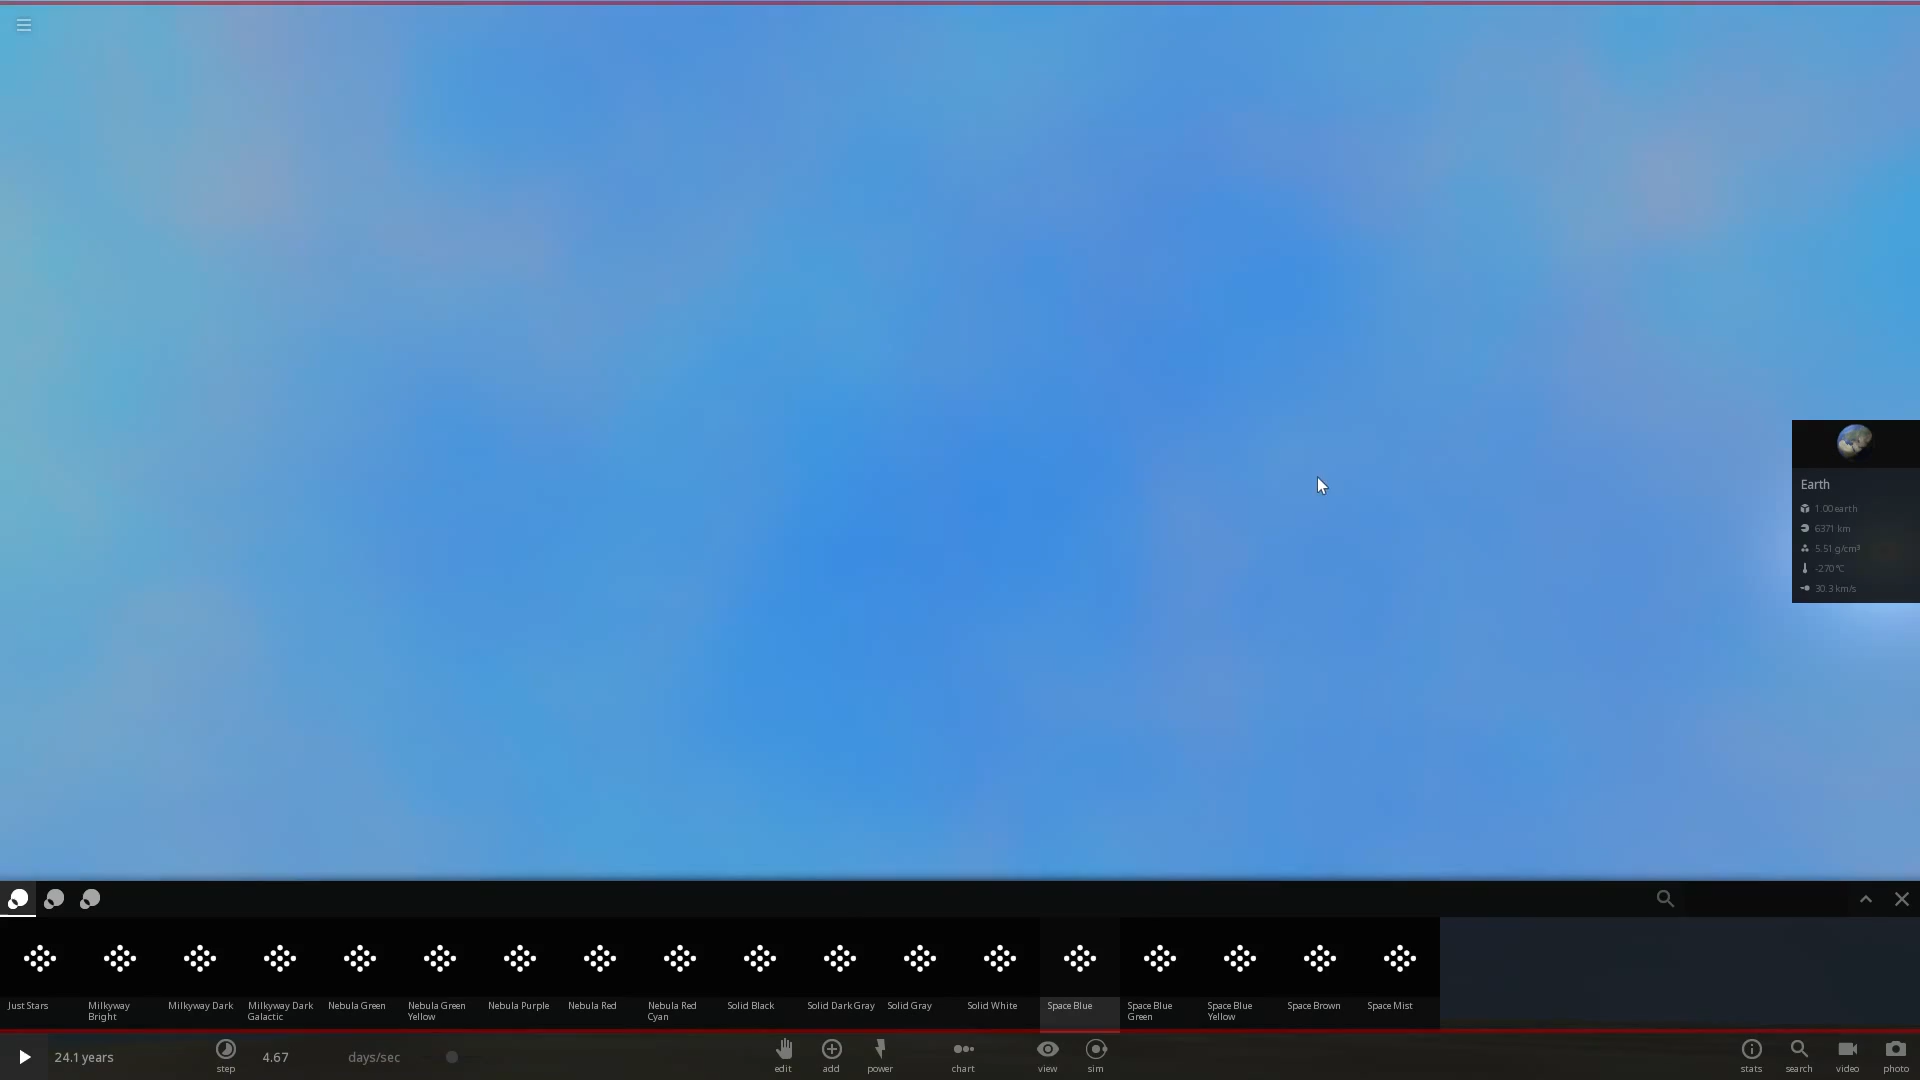 Earth
1.00 earth
6371 km
5.51 g/cm³
-270 °C
30.3 km/s
Just Stars
Milkyway
Bright
Milkyway Dark
Milkyway Dark
Galactic
Nebula Green
Nebula Green
Yellow
Nebula Purple
Nebula Red
Nebula Red
Cyan
Solid Black
Solid Dark Gray
Solid Gray
Solid White
Space Blue
Space Blue
Green
Space Blue
Yellow
Space Brown
Space Mist
24.1 years
step
4.67
days/sec
edit
add
power
chart
view
sim
stats
search
video
photo